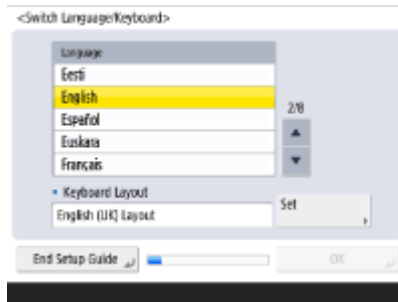 <Switch Language/Keyboard>
Language
Eesti
English
Español
2/8
Euskara
Français
Keyboard Layout
Set
English (UK) Layout
End Setup Guide
OK